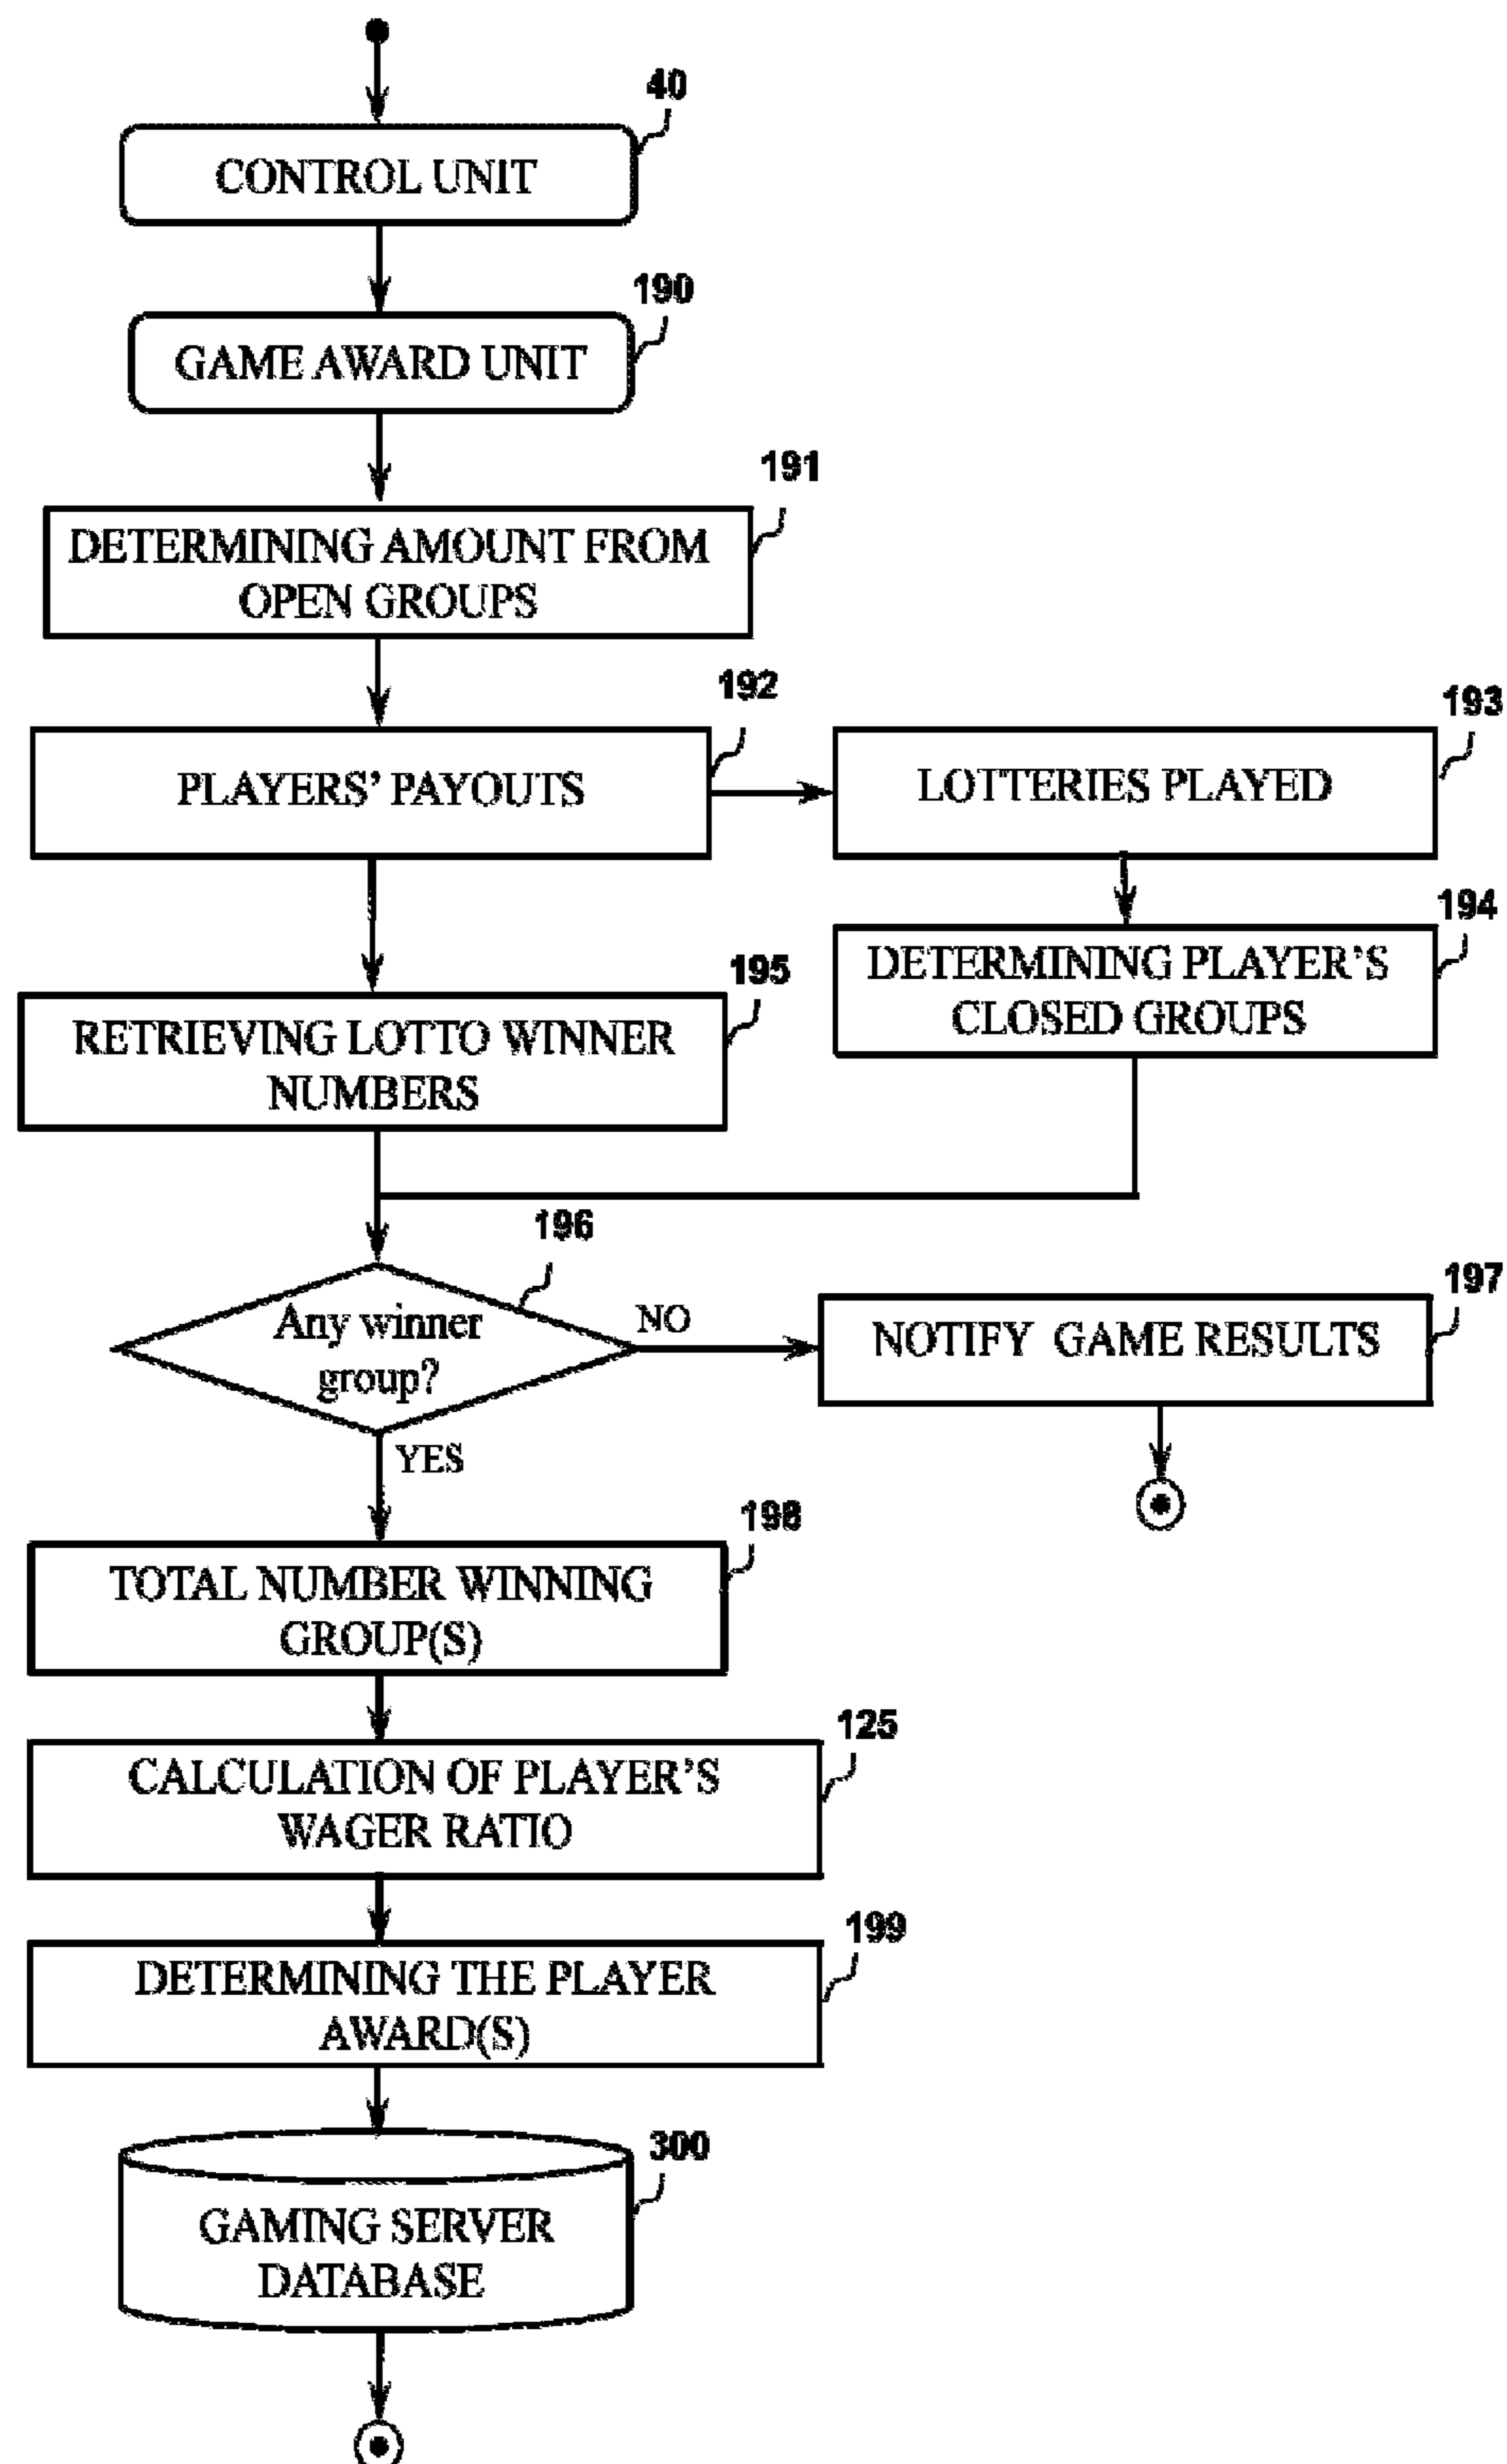 40
CONTROL UNIT
190
GAME AWARD UNIT
191
DETERMINING AMOUNT FROM
OPEN GROUPS
192
PLAYERS' PAYOUTS
193
LOTTERIES PLAYED
194
DETERMINING PLAYER'S
CLOSED GROUPS
195
RETRIEVING LOTTO WINNER
NUMBERS
196
Any winner
group?
NO
197
NOTIFY GAME RESULTS
YES
198
TOTAL NUMBER WINNING
GROUP(S)
125
CALCULATION OF PLAYER'S
WAGER RATIO
199
DETERMINING THE PLAYER
AWARD(S)
300
GAMING SERVER
DATABASE